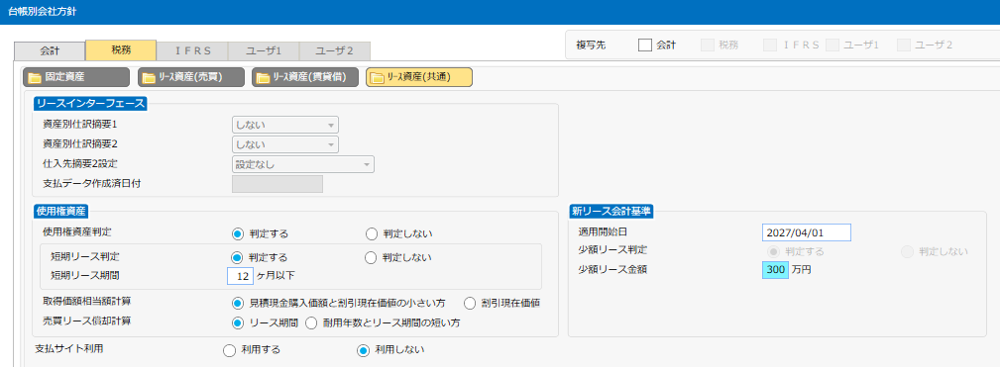 台帳別会社方針
会計 税務 ＩＦＲＳ ユーザ1 ユーザ２
複写先 会計 税務 ＩＦＲＳ ユーザ1 ユーザ２
固定資産 ﾘｰｽ資産(売買) ﾘｰｽ資産(賃貸借) ﾘｰｽ資産(共通)
リースインターフェース
資産別仕訳摘要1 しない
資産別仕訳摘要2 しない
仕入先摘要2設定 設定なし
支払データ作成済日付
使用権資産
使用権資産判定 判定する 判定しない
短期リース判定 判定する 判定しない
短期リース期間 12 ヶ月以下
取得価額相当額計算 見積現金購入価額と割引現在価値の小さい方 割引現在価値
売買リース償却計算 リース期間 耐用年数とリース期間の短い方
支払サイト利用 利用する 利用しない
新リース会計基準
適用開始日 2027/04/01
少額リース判定 判定する 判定しない
少額リース金額 300 万円